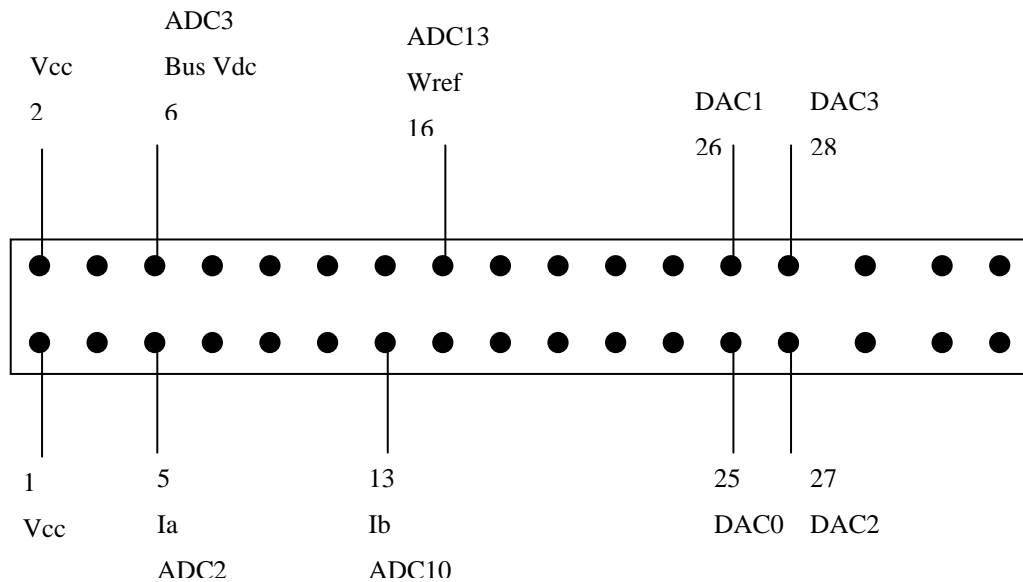 Vcc
2
ADC3
Bus Vdc
6
ADC13
Wref
16
DAC1
26
DAC3
28
1
Vcc
5
Ia
ADC2
13
Ib
ADC10
25
DAC0
27
DAC2